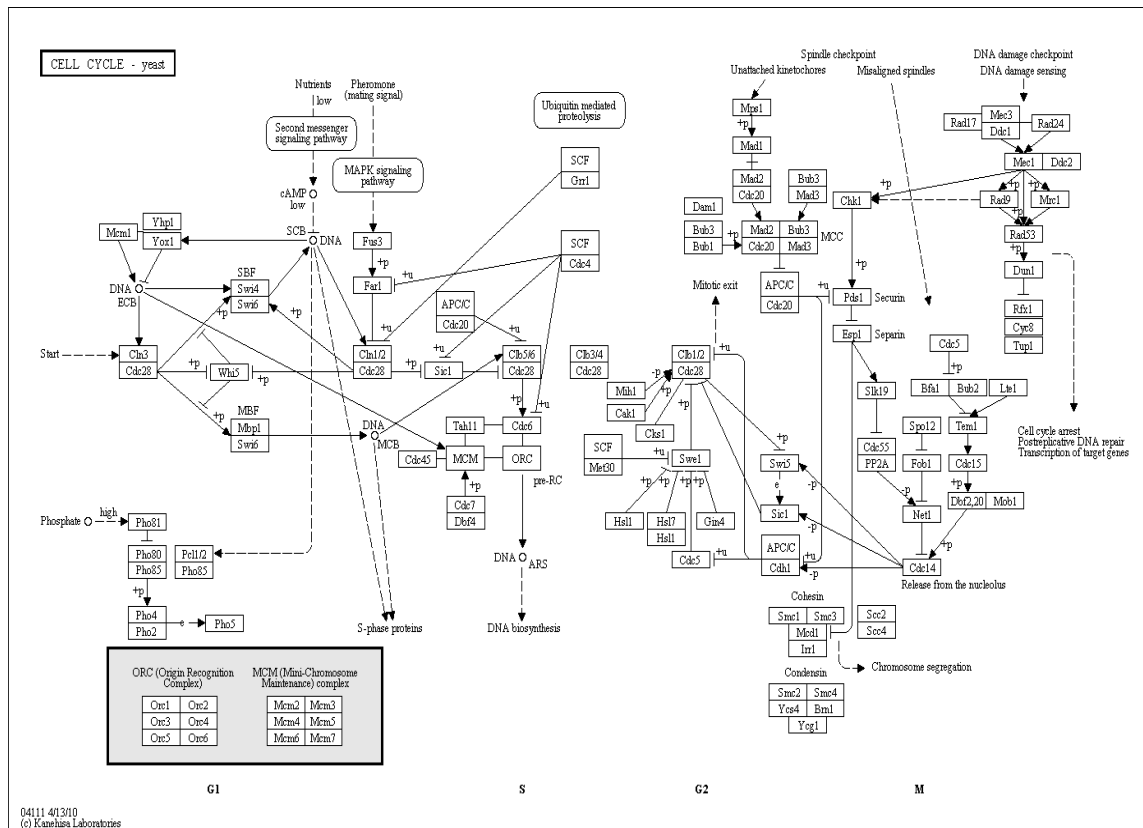 CELL CYCLE - yeast
Nutrients
low
Pheromone
(mating signal)
Second messenger
signaling pathway
MAPK signaling
pathway
cAMP
low
Ubiquitin mediated
proteolysis
SCF
Grr1
SCF
Cdc4
Spindle checkpoint
Unattached kinetochores
Misaligned spindles
DNA damage checkpoint
DNA damage sensing
Mps1
+p
Mad1
Mad2
Cdc20
Bub3
Mad3
Dam1
Bub3
Bub1
+p
Mad2
Bub3
Cdc20
Mad3
MCC
APC/C
Cdc20
+u
Rad17
Mec3
Ddc1
Rad24
Mec1
Ddc2
+p
Chk1
+p
+p
Rad9
Mrc1
+p
Rad53
+p
Dun1
Rfx1
Cyc8
Tup1
+p
Pds1
Securin
Esp1
Separin
Mcm1
Yhp1
Yox1
SCB
DNA
DNA
ECB
SBF
Swi4
Swi6
+p
+p
Fus3
+p
Far1
+u
+u
APC/C
Cdc20
+u
Start
Cln3
Cdc28
+p
Whi5
+p
Cln1/2
Cdc28
+p
+u
Sic1
Clb5/6
Cdc28
Clb3/4
Cdc28
+p
MBF
Mbp1
Swi6
DNA
MCB
+p
+u
Tah11
Cdc6
Cdc45
MCM
ORC
pre-RC
+p
Cdc7
Dbf4
DNA
ARS
DNA biosynthesis
S-phase proteins
Phosphate
high
Pho81
Pho80
Pho85
Pcl1/2
Pho85
+p
Pho4
Pho2
e
Pho5
Mitotic exit
Clb1/2
Cdc28
+u
Mih1
-p
Cak1
+p
Cks1
SCF
Met30
+u
Swe1
+p
+p
+p
+p
Hsl1
Hsl7
Hsl1
Gin4
Cdc5
+u
+p
Swi5
e
Sic1
-p
-p
APC/C
Cdh1
+u
-p
Slk19
Cdc55
PP2A
-p
Spo12
Fob1
Net1
Cdc14
Release from the nucleolus
Cdc5
+p
Bfa1
Bub2
Lte1
Tem1
Cdc15
+p
Dbf2,20
Mob1
+p
Cell cycle arrest
Postreplicative DNA repair
Transcription of target genes
Cohesin
Smc1
Smc3
Mcd1
Irr1
Scc2
Scc4
Chromosome segregation
Condensin
Smc2
Smc4
Ycs4
Brn1
Ycg1
ORC (Origin Recognition
Complex)
Orc1
Orc2
Orc3
Orc4
Orc5
Orc6
MCM (Mini-Chromosome
Maintenance) complex
Mcm2
Mcm3
Mcm4
Mcm5
Mcm6
Mcm7
G1
S
G2
M
04111 4/13/10
(c) Kanehisa Laboratories